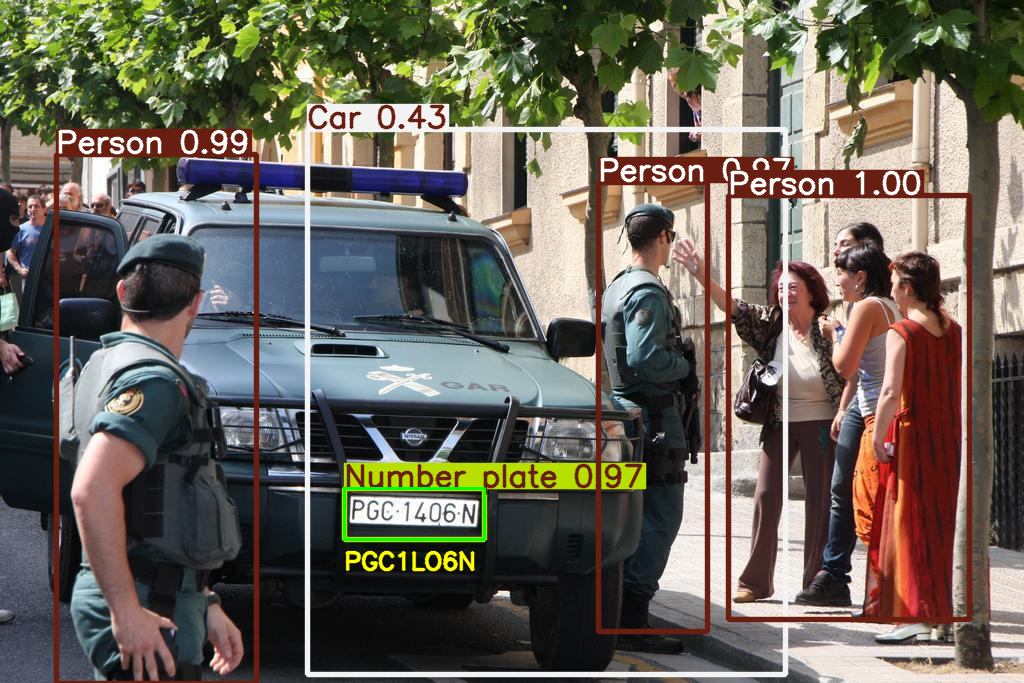 Car 0.43
Person 0.99
Person 0.97
Person 1.00
GAR
NISSAN
Number plate 0.97
PGC·1406·N
PGC1LO6N